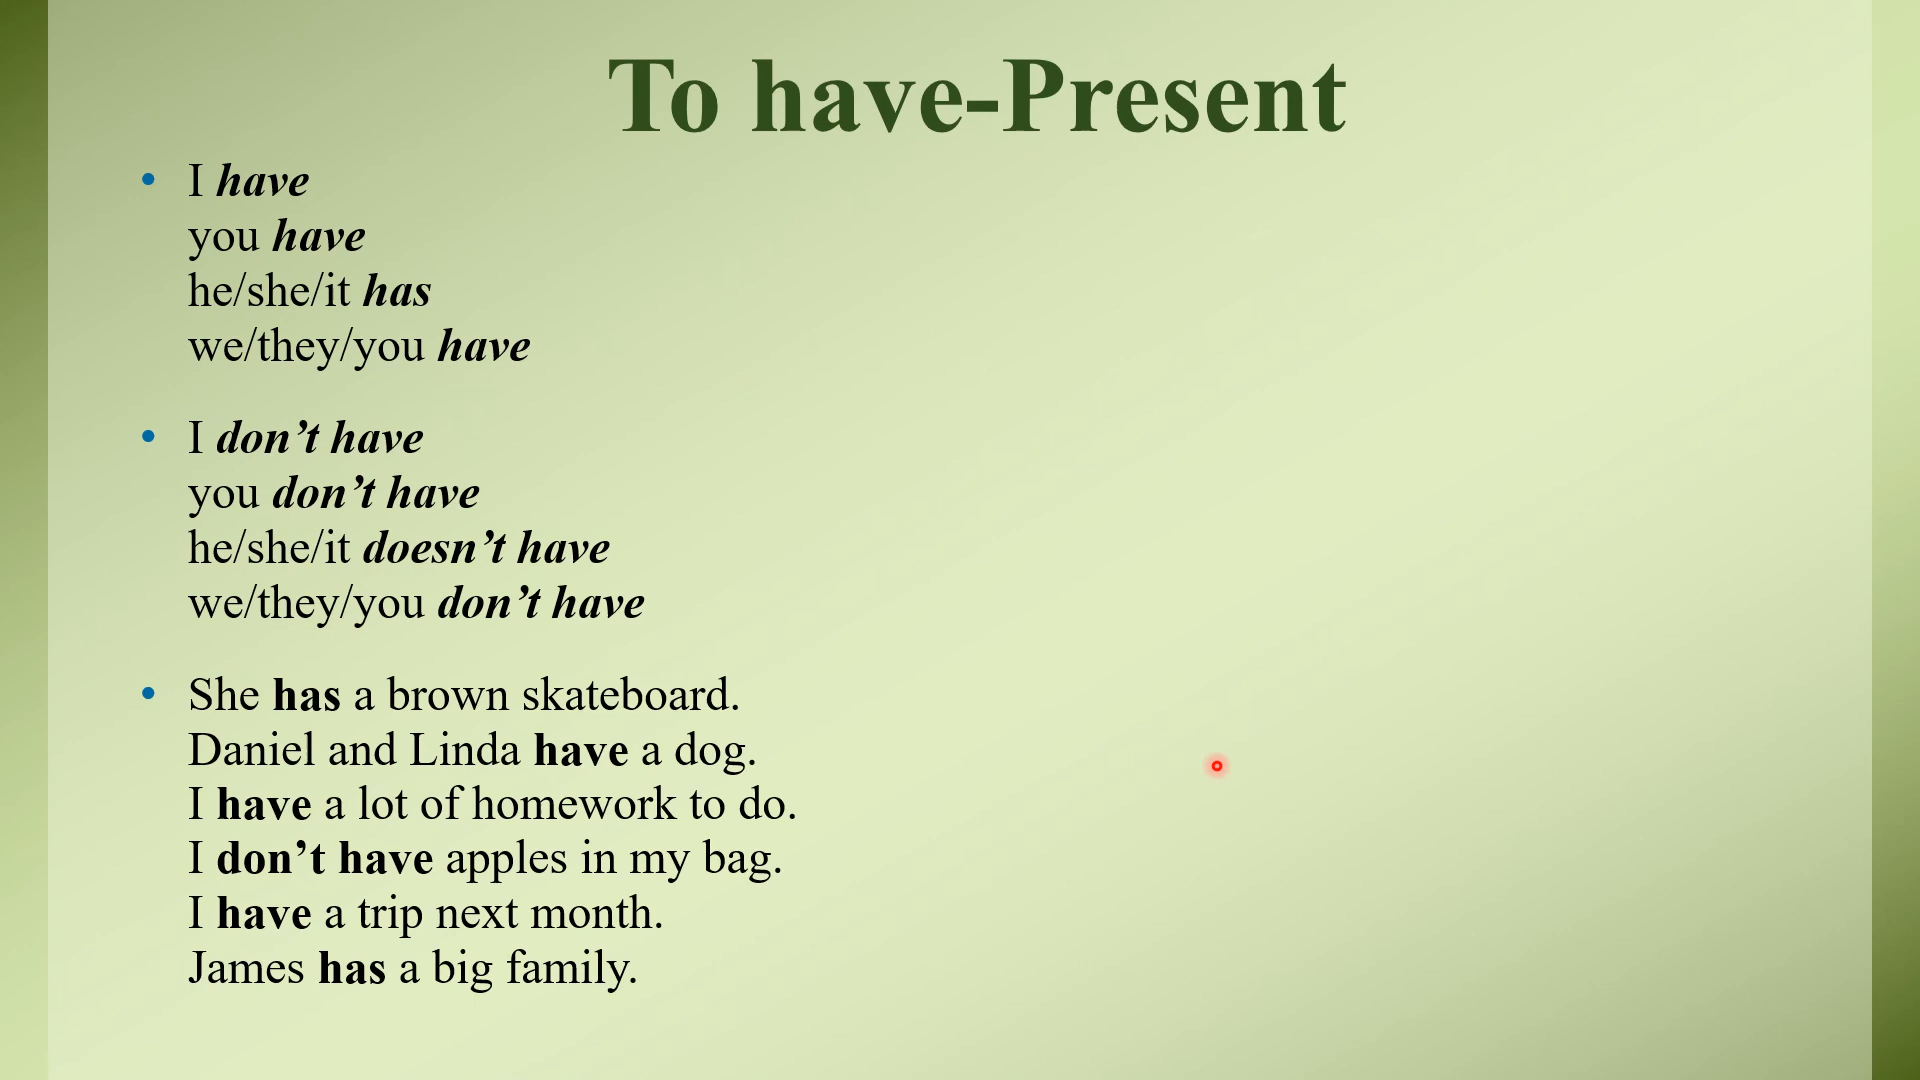 To have-Present
• I have
you have
he/she/it has
we/they/you have
• I don’t have
you don’t have
he/she/it doesn’t have
we/they/you don’t have
• She has a brown skateboard.
Daniel and Linda have a dog.
I have a lot of homework to do.
I don’t have apples in my bag.
I have a trip next month.
James has a big family.